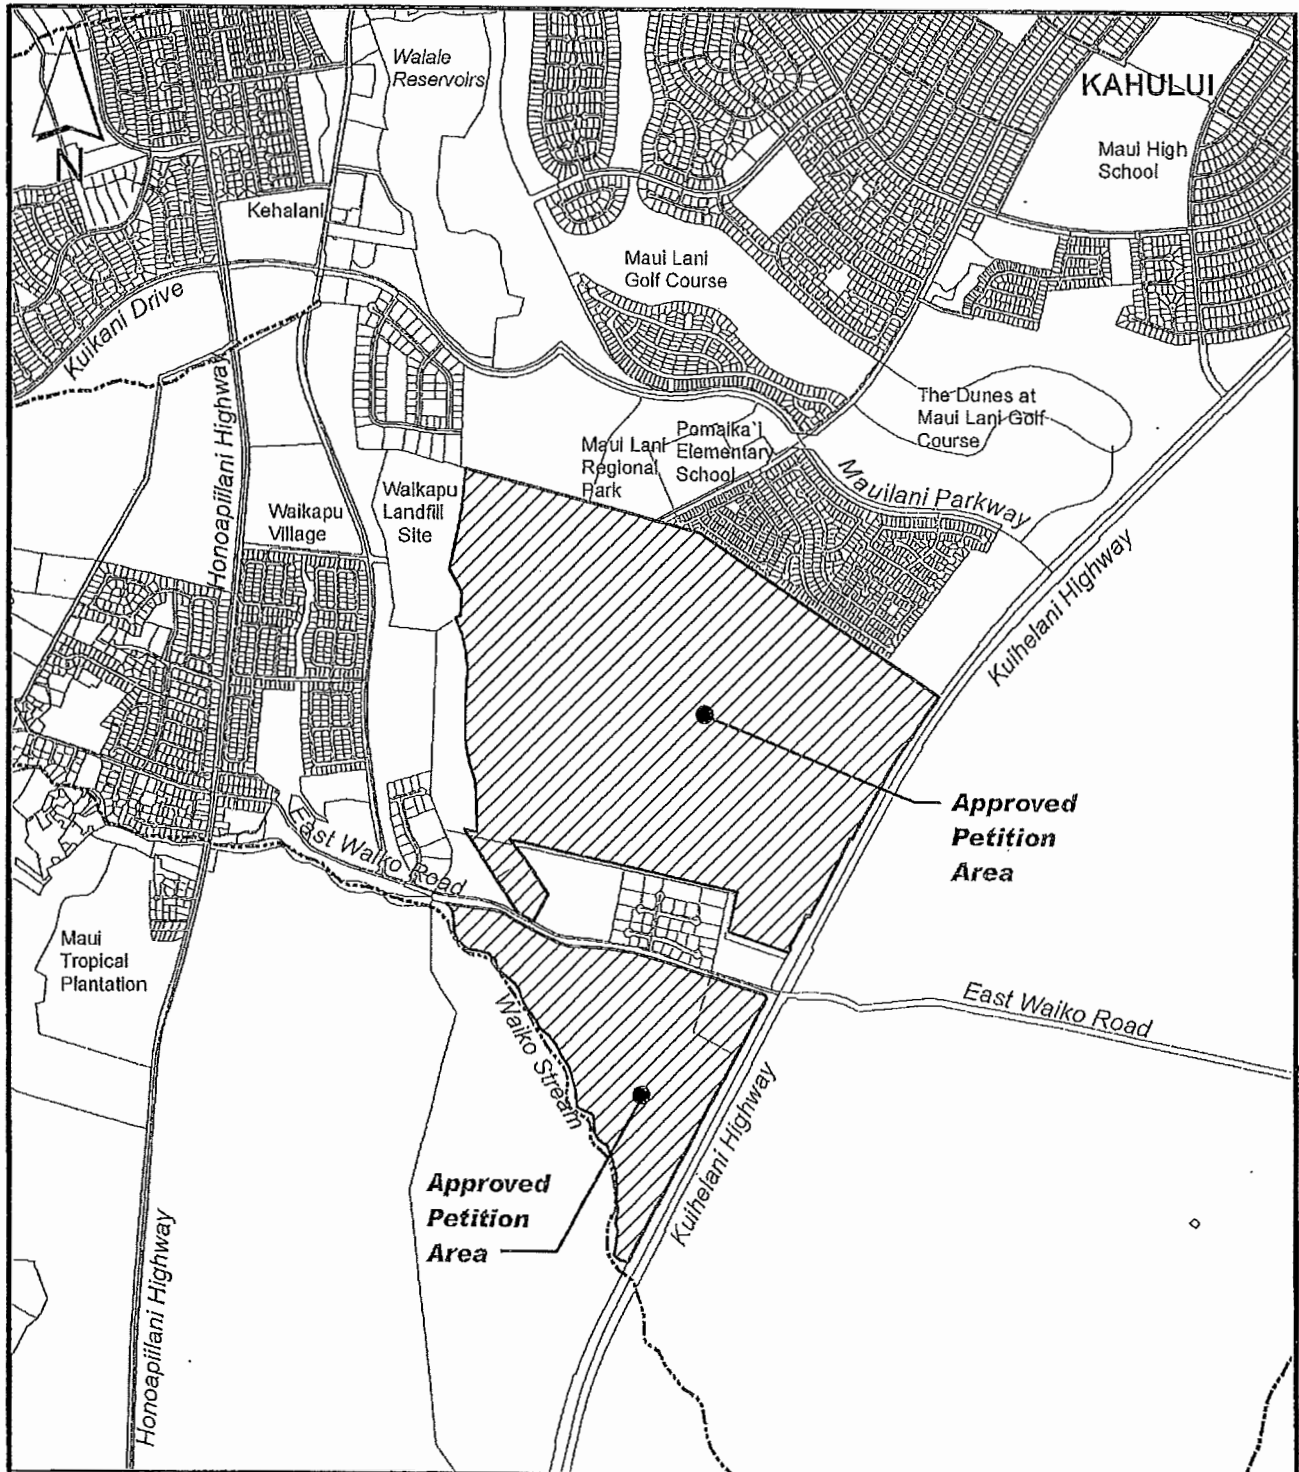 Walale
Reservoirs
KAHULUI
Maui High
School
N
Kehalani
Maui Lani
Golf Course
Kuikani Drive
Honoapiilani Highway
The Dunes at
Maui Lani Golf
Course
Maui Lani
Regional
Park
Pomaika`i
Elementary
School
Mauilani Parkway
Waikapu
Village
Waikapu
Landfill
Site
Kuihelani Highway
Approved
Petition
Area
East Waiko Road
Maui
Tropical
Plantation
East Waiko Road
Waiko Stream
Kuihelani Highway
Approved
Petition
Area
Honoapiilani Highway